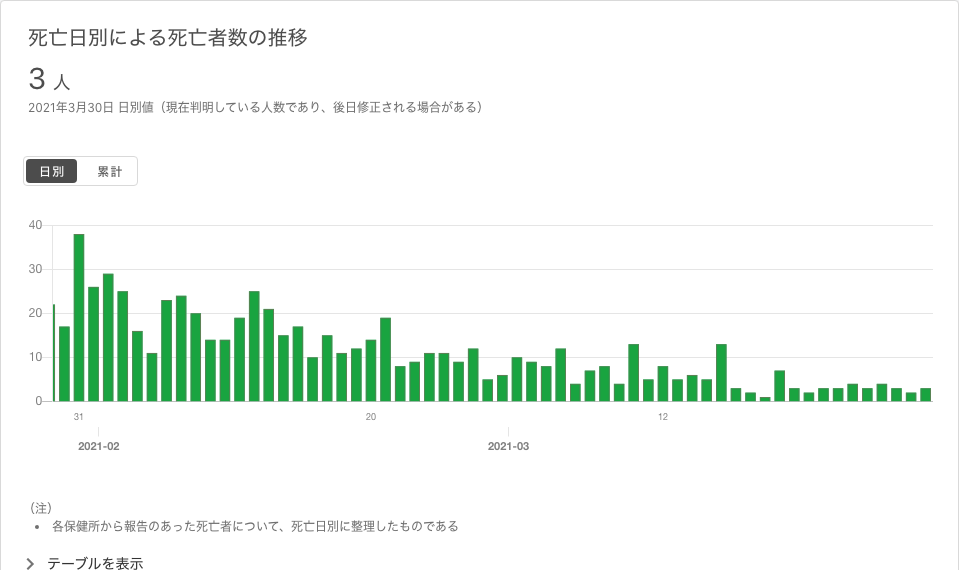 死亡日別による死亡者数の推移
3 人
2021年3月30日 日別値（現在判明している人数であり、後日修正される場合がある）
日別 累計
40
30
20
10
0
31 20 12
2021-02 2021-03
（注）
• 各保健所から報告のあった死亡者について、死亡日別に整理したものである
テーブルを表示